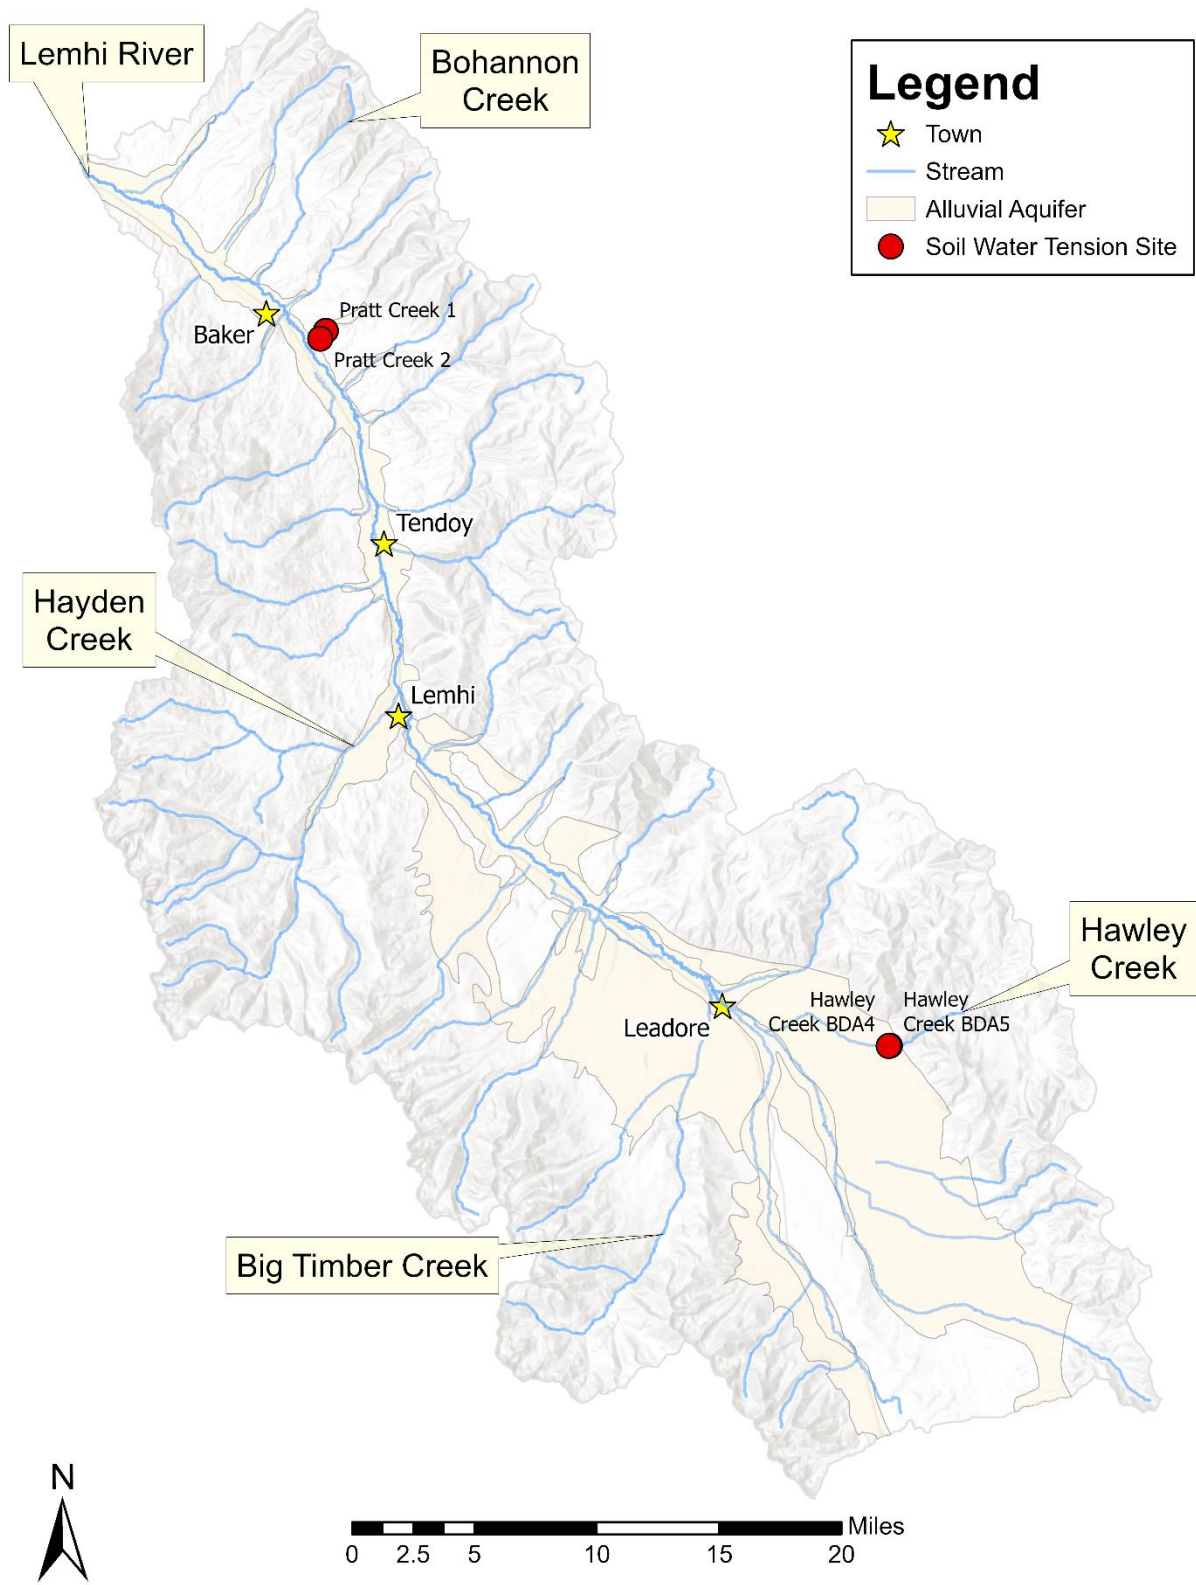 Lemhi River
Bohannon
Creek
Legend
Town
Stream
Alluvial Aquifer
Soil Water Tension Site
Pratt Creek 1
Baker
Pratt Creek 2
Tendoy
Hayden
Creek
Lemhi
Hawley
Creek
Hawley
Creek BDA4
Hawley
Creek BDA5
Leadore
Big Timber Creek
N
Miles
0 2.5 5 10 15 20